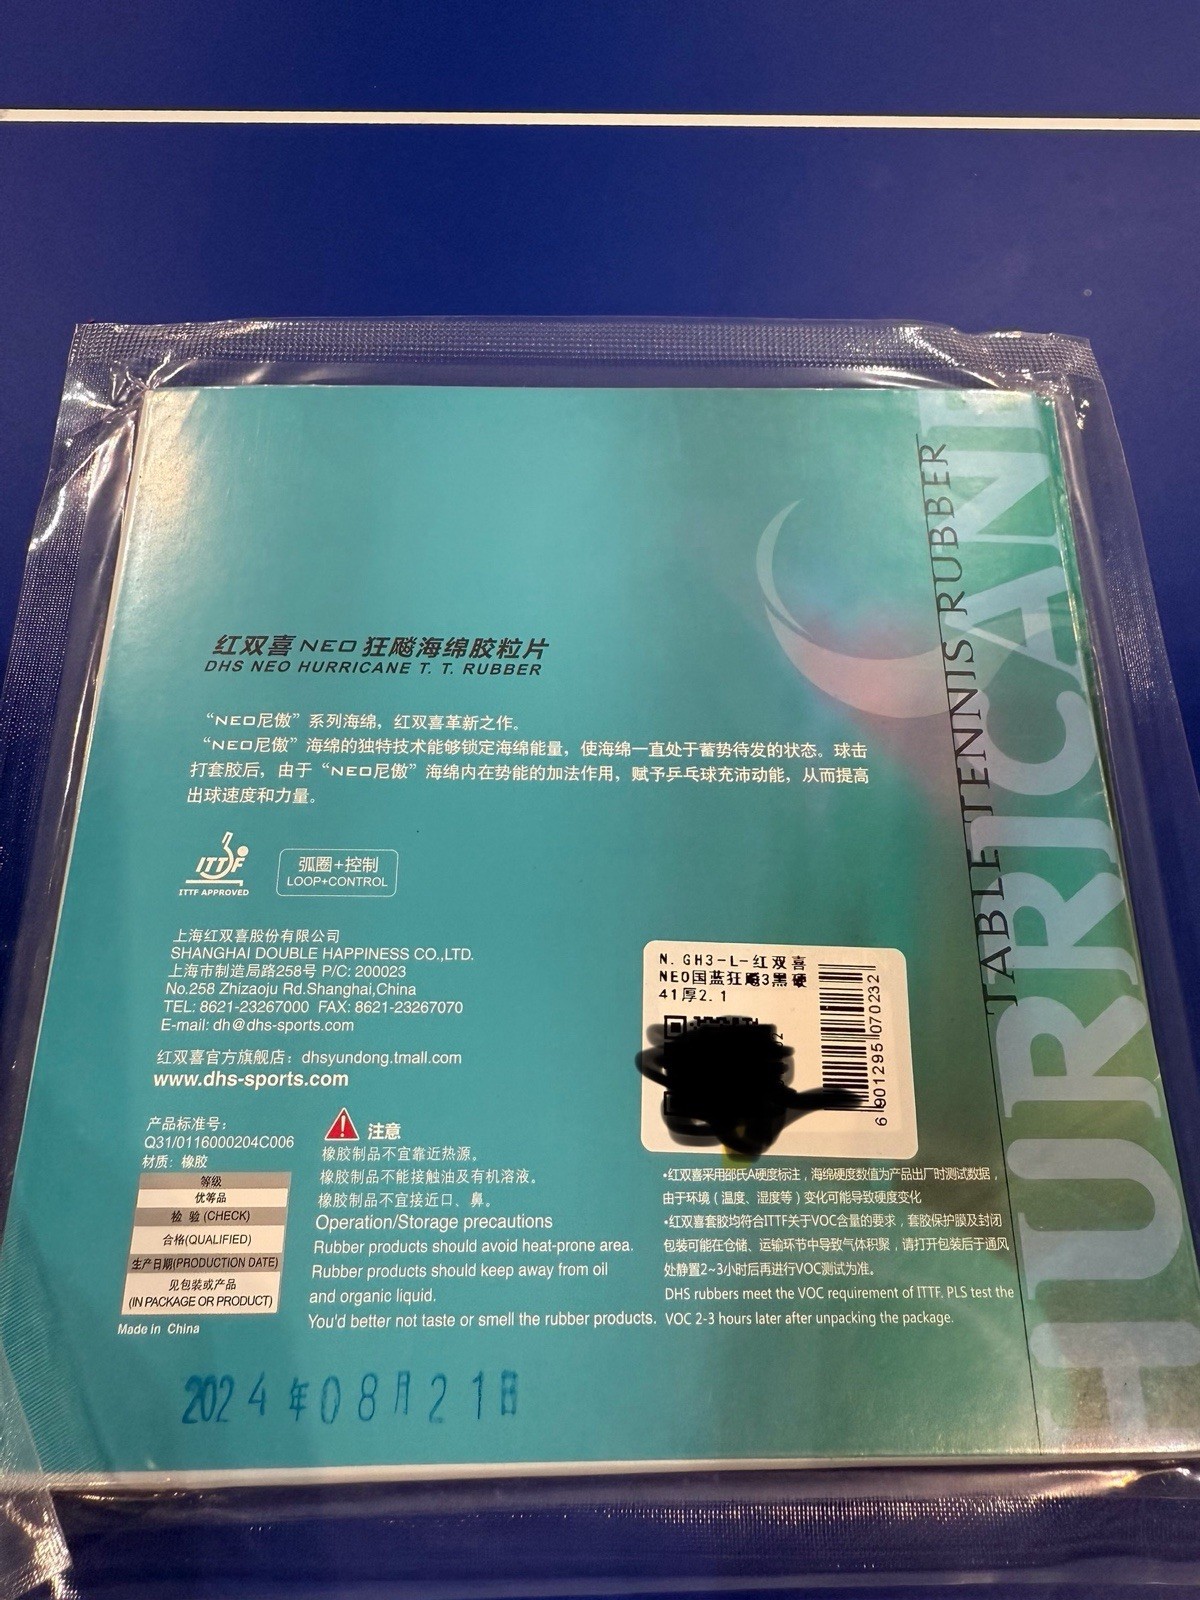 HURRICANE
TABLE TENNIS RUBBER
红双喜 NEO 狂飚海绵胶粒片
DHS NEO HURRICANE T. T. RUBBER
“NEO尼傲”系列海绵，红双喜革新之作。
“NEO尼傲”海绵的独特技术能够锁定海绵能量，使海绵一直处于蓄势待发的状态。球击
打套胶后，由于“NEO尼傲”海绵内在势能的加法作用，赋予乒乓球充沛动能，从而提高
出球速度和力量。
ITTF
ITTF APPROVED
弧圈+控制
LOOP+CONTROL
上海红双喜股份有限公司
SHANGHAI DOUBLE HAPPINESS CO.,LTD.
上海市制造局路258号 P/C: 200023
No.258 Zhizaoju Rd.Shanghai,China
TEL: 8621-23267000 FAX: 8621-23267070
E-mail: dh@dhs-sports.com
红双喜官方旗舰店：dhsyundong.tmall.com
www.dhs-sports.com
产品标准号：
Q31/0116000204C006
材质：橡胶
等级
优等品
检 验 (CHECK)
合格(QUALIFIED)
生产日期(PRODUCTION DATE)
见包装或产品
(IN PACKAGE OR PRODUCT)
Made in China
注意
橡胶制品不宜靠近热源。
橡胶制品不能接触油及有机溶液。
橡胶制品不宜接近口、鼻。
Operation/Storage precautions
Rubber products should avoid heat-prone area.
Rubber products should keep away from oil
and organic liquid.
You'd better not taste or smell the rubber products.
N. GH3-L-红双喜
NEO国蓝狂飚3黑硬
41厚2.1
6 901295 070232
•红双喜采用邵氏A硬度标注，海绵硬度数值为产品出厂时测试数据，
由于环境（温度、湿度等）变化可能导致硬度变化
•红双喜套胶均符合ITTF关于VOC含量的要求，套胶保护膜及封闭
包装可能在仓储、运输环节中导致气体积聚，请打开包装后于通风
处静置2~3小时后再进行VOC测试为准。
DHS rubbers meet the VOC requirement of ITTF. PLS test the
VOC 2-3 hours later after unpacking the package.
2024年08月21日